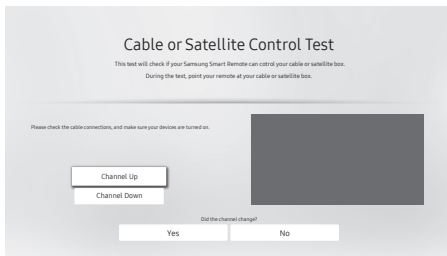 Cable or Satellite Control Test
This test will check if your Samsung Smart Remote can cotrol your cable or satellite box.
During the test, point your remote at your cable or satellite box.
Please check the cable connections, and make sure your devices are turned on.
Channel Up
Channel Down
Did the channel change?
Yes
No